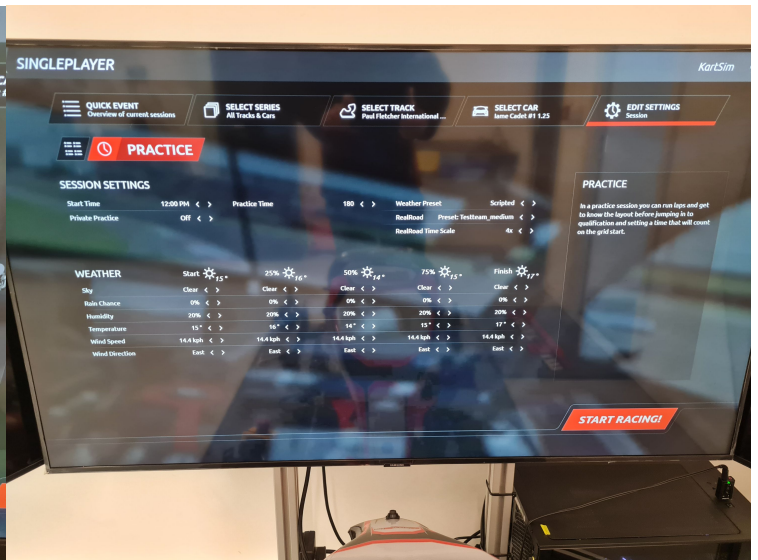 SINGLEPLAYER
KartSim
QUICK EVENT
Overview of current sessions
SELECT SERIES
All Tracks & Cars
SELECT TRACK
Paul Fletcher International ...
SELECT CAR
Iame Cadet #1 1.25
EDIT SETTINGS
Session
PRACTICE
SESSION SETTINGS
Start Time 12:00 PM < > Practice Time 180 < > Weather Preset Scripted < >
Private Practice Off < > RealRoad Preset: Testteam_medium < >
RealRoad Time Scale 4x < >
PRACTICE
In a practice session you can run laps and get
to know the layout before jumping in to
qualification and setting a time that will count
on the grid start.
WEATHER Start 15° 25% 16° 50% 14° 75% 15° Finish 17°
Sky Clear < > Clear < > Clear < > Clear < > Clear < >
Rain Chance 0% < > 0% < > 0% < > 0% < > 0% < >
Humidity 20% < > 20% < > 20% < > 20% < > 20% < >
Temperature 15° < > 16° < > 14° < > 15° < > 17° < >
Wind Speed 14.4 kph < > 14.4 kph < > 14.4 kph < > 14.4 kph < > 14.4 kph < >
Wind Direction East < > East < > East < > East < > East < >
START RACING!
SAMSUNG